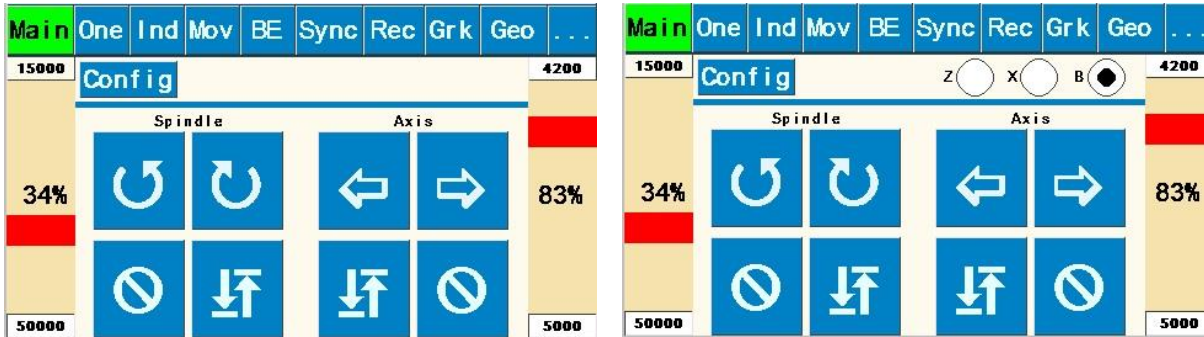 Main One Ind Mov BE Sync Rec Grk Geo ...
15000 Config 4200
Spindle Axis
34% 83%
50000 5000
Main One Ind Mov BE Sync Rec Grk Geo ...
15000 Config Z X B 4200
Spindle Axis
34% 83%
50000 5000